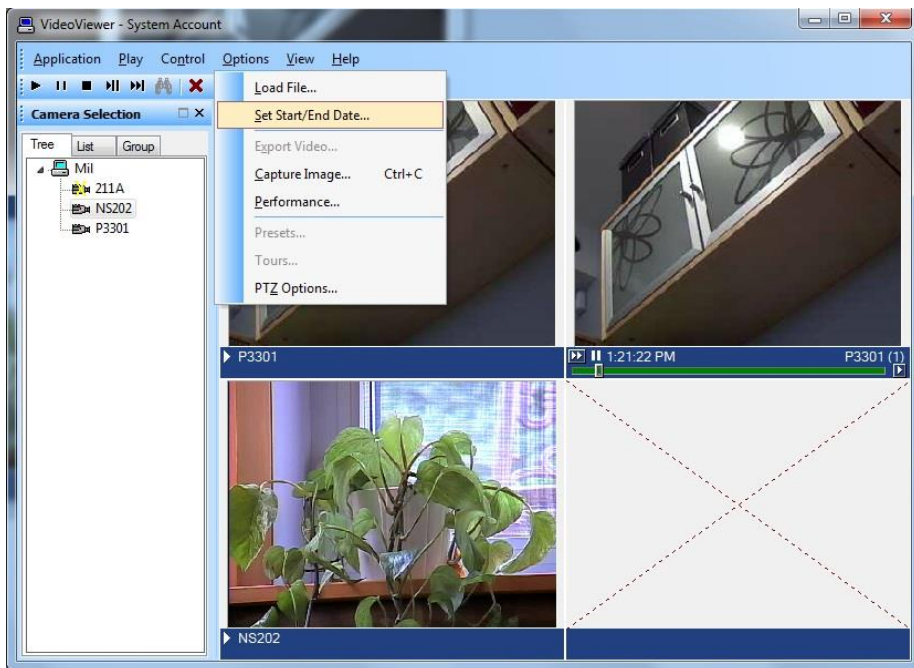 VideoViewer - System Account
Application Play Control Options View Help
Camera Selection
Tree List Group
Mil
211A
NS202
P3301
Load File...
Set Start/End Date...
Export Video...
Capture Image... Ctrl+C
Performance...
Presets...
Tours...
PTZ Options...
P3301
1:21:22 PM P3301 (1)
NS202